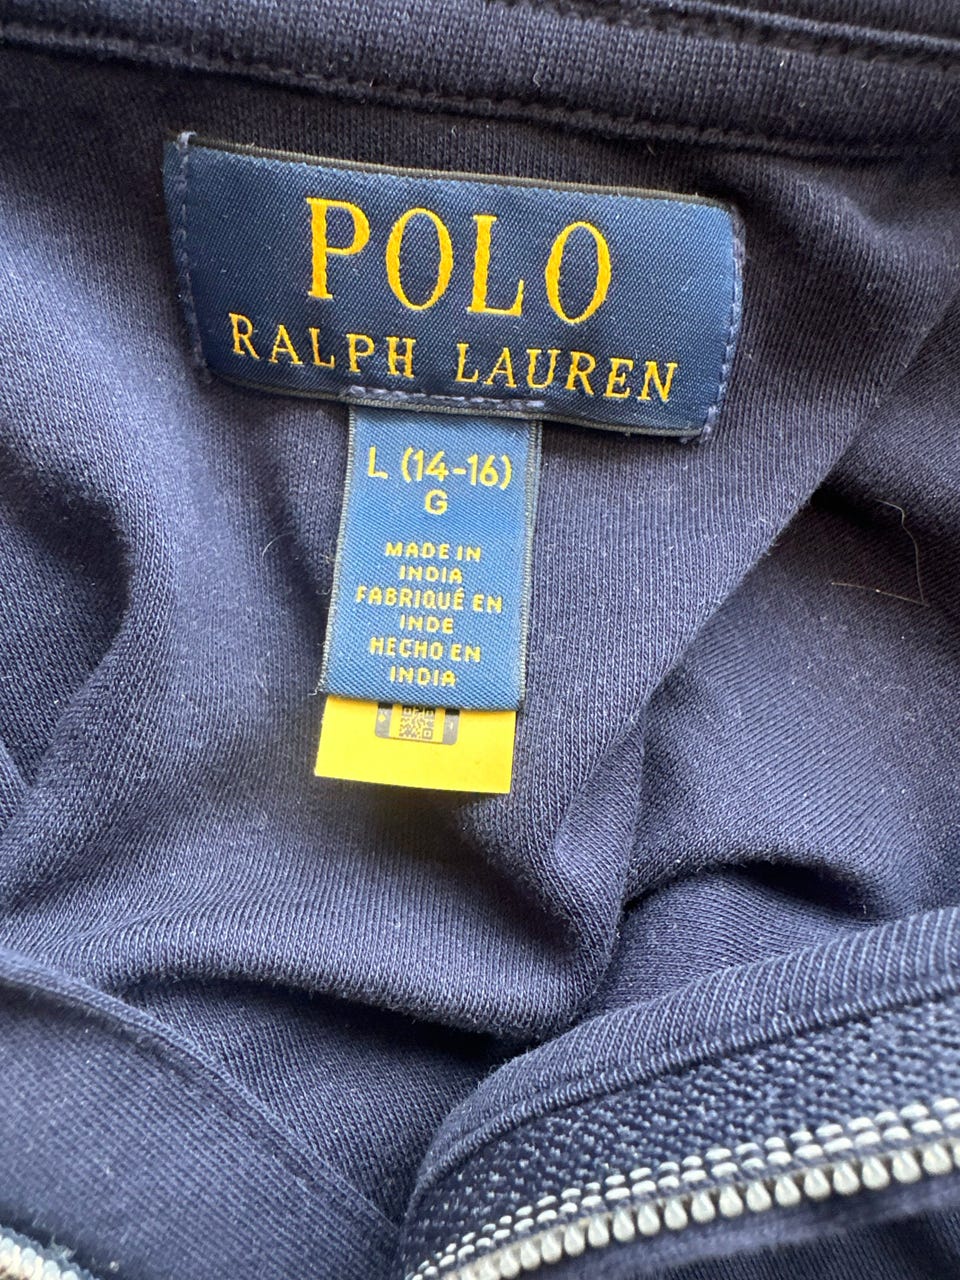 POLO
RALPH LAUREN
L (14-16)
G
MADE IN
INDIA
FABRIQUÉ EN
INDE
HECHO EN
INDIA